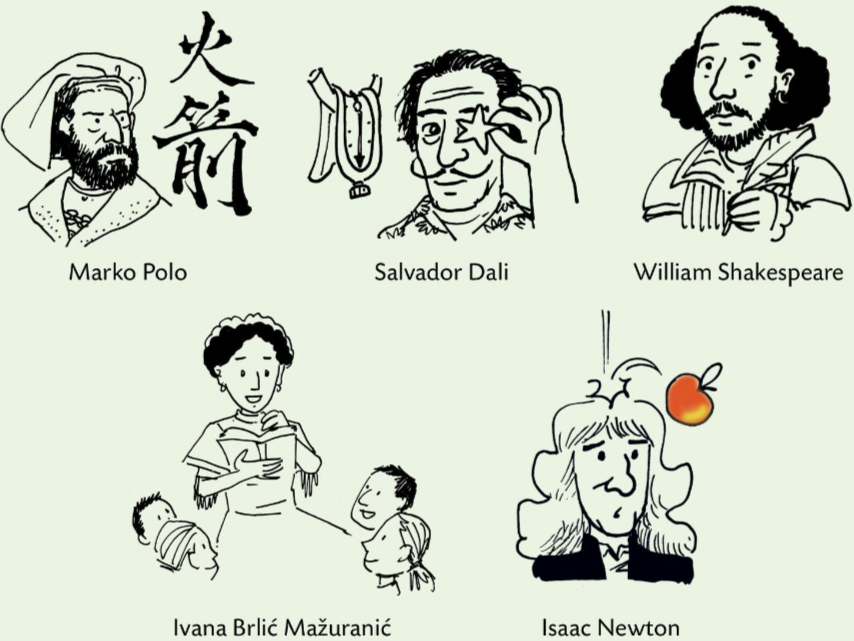 火
箭
Marko Polo
Salvador Dali
William Shakespeare
Ivana Brlić Mažuranić
Isaac Newton